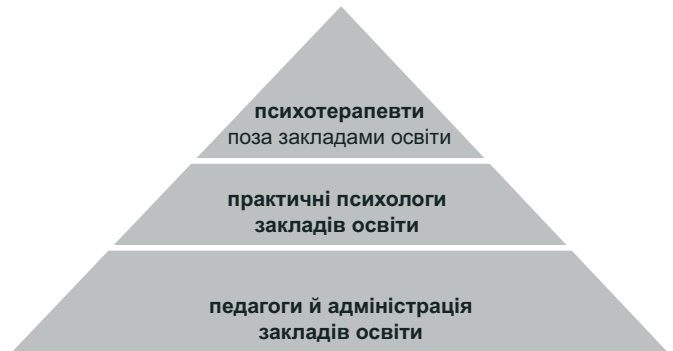 психотерапевти
поза закладами освіти
практичні психологи
закладів освіти
педагоги й адміністрація
закладів освіти